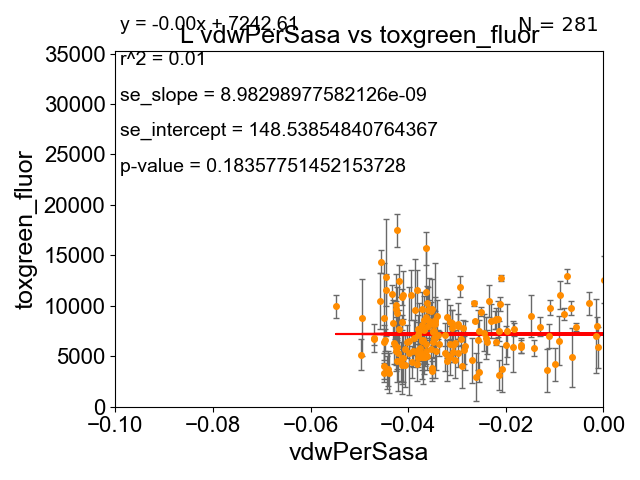 y = -0.00x + 7242.61
N = 281
L vdwPerSasa vs toxgreen_fluor
r^2 = 0.01
se_slope = 8.98298977582126e-09
se_intercept = 148.53854840764367
p-value = 0.18357751452153728
35000
30000
25000
20000
15000
10000
5000
0
toxgreen_fluor
−0.10 −0.08 −0.06 −0.04 −0.02 0.00
vdwPerSasa